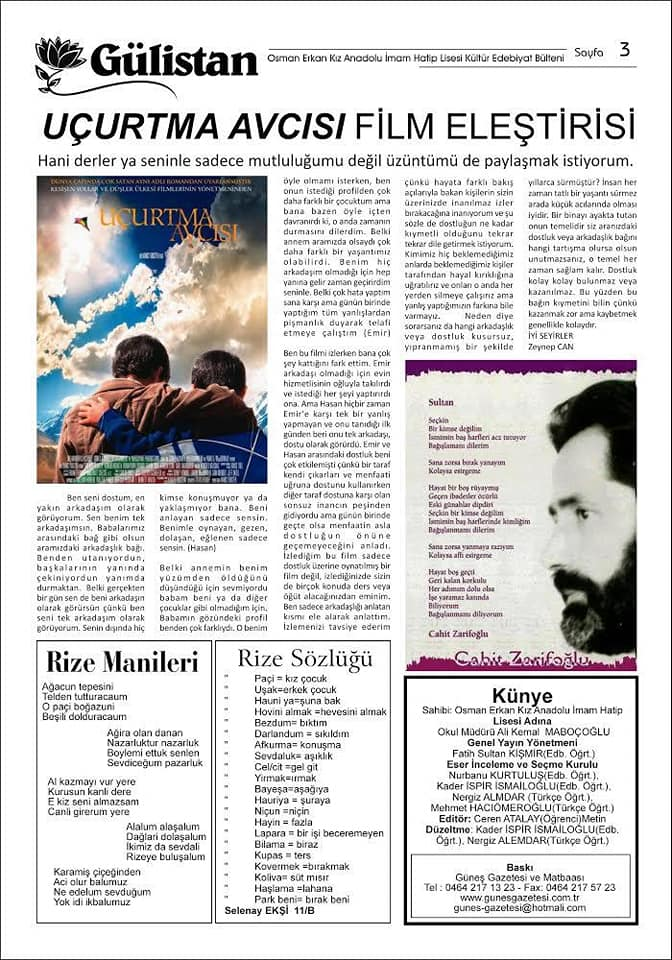 Gülistan
Osman Erkan Kız Anadolu İmam Hatip Lisesi Kültür Edebiyat Bülteni
Sayfa 3
UÇURTMA AVCISI FİLM ELEŞTİRİSİ
Hani derler ya seninle sadece mutluluğumu değil üzüntümü de paylaşmak istiyorum.
DÜNYA ÇAPINDA ÇOK SATAN AYNI ADLI ROMANDAN UYARLANMIŞTIR
KESİŞEN YOLLAR VE DÜŞLER ÜLKESİ FİLMLERİNİN YÖNETMENİNDEN
UÇURTMA
AVCISI
Ben seni dostum, en
yakın arkadaşım olarak
görüyorum. Sen benim tek
arkadaşımsın. Babalarımız
arasındaki bağ gibi olsun
aramızdaki arkadaşlık bağı.
Benden utanıyordun,
başkalarının yanında
çekiniyordun yanımda
durmaktan. Belki gerçekten
bir gün sen de beni arkadaşın
olarak görürsün çünkü ben
seni tek arkadaşım olarak
görüyorum. Senin dışında hiç
kimse konuşmuyor ya da
yaklaşmıyor bana. Beni
anlayan sadece sensin.
Benimle oynayan, gezen,
dolaşan, eğlenen sadece
sensin. (Hasan)
Belki annemin benim
yüzümden öldüğünü
düşündüğü için sevmiyordu
babam beni ya da diğer
çocuklar gibi olmadığım için.
Babamın gözündeki profil
benden çok farklıydı. O benim
öyle olmamı isterken, ben
onun istediği profilden çok
daha farklı bir çocuktum ama
bana bazen öyle içten
davranırdı ki, o anda zamanın
durmasını dilerdim. Belki
annem aramızda olsaydı çok
daha farklı bir yaşantımız
olabilirdi. Benim hiç
arkadaşım olmadığı için hep
yanına gelir zaman geçirirdim
seninle. Belki çok hata yaptım
sana karşı ama günün birinde
yaptığım tüm yanlışlardan
pişmanlık duyarak telafi
etmeye çalıştım (Emir)
Ben bu filmi izlerken bana çok
şey kattığını fark ettim. Emir
arkadaşı olmadığı için evin
hizmetlisinin oğluyla takılırdı
ve istediği her şeyi yaptırırdı
ona. Ama Hasan hiçbir zaman
Emir'e karşı tek bir yanlış
yapmayan ve onu tanıdığı ilk
günden beri onu tek arkadaşı,
dostu olarak görürdü. Emir ve
Hasan arasındaki dostluk beni
çok etkilemişti çünkü bir taraf
kendi çıkarları ve menfaati
uğruna dostunu kullanırken
diğer taraf dostuna karşı olan
sonsuz inancın peşinden
gidiyordu ama günün birinde
geçte olsa menfaatin asla
dostluğun önüne
geçemeyeceğini anladı.
İzlediğim bu film sadece
dostluk üzerine oynatılmış bir
film değil, izlediğinizde sizin
de birçok konuda ders veya
öğüt alacağınızdan eminim.
Ben sadece arkadaşlığı anlatan
kısmı ele alarak anlattım.
İzlemenizi tavsiye ederim
çünkü hayata farklı bakış
açılarıyla bakan kişilerin sizin
üzerinizde inanılmaz izler
bırakacağına inanıyorum ve şu
sözle de dostluğun ne kadar
kıymetli olduğunu tekrar
tekrar dile getirmek istiyorum.
Kimimiz hiç beklemediğimiz
anlarda beklemediğimiz kişiler
tarafından hayal kırıklığına
uğratılırız ve onları o anda her
yerden silmeye çalışırız ama
yanlış yaptığımızın farkına bile
varmayız. Neden diye
sorarsanız da hangi arkadaşlık
veya dostluk kusursuz,
yıpranmamış bir şekilde
yıllarca sürmüştür? İnsan her
zaman tatlı bir yaşantı sürmez
arada küçük acılarında olması
iyidir. Bir binayı ayakta tutan
onun temelidir siz aranızdaki
dostluk veya arkadaşlık bağını
hangi tartışma olursa olsun
unutmazsanız, o temel her
zaman sağlam kalır. Dostluk
kolay kolay bulunmaz veya
kazanılmaz. Bu yüzden bu
bağın kıymetini bilin çünkü
kazanmak zor ama kaybetmek
genellikle kolaydır.
İYİ SEYİRLER
Zeynep CAN
Sultan
Seçkin
Bir kimse değilim
İsmimin baş harfleri acz tutuyor
Bağışlamanı dilerim
Sana zorsa bırak yanayım
Kolaysa esirgeme
Hayat bir boş rüyaymış
Geçen ibadetler özürlü
Eski günahlar dipdiri
Seçkin bir kimse değilim
İsmimin baş harflerinde kimliğim
Bağışlanmamı dilerim
Sana zorsa yanmaya razıyım
Kolaysa affı esirgeme
Hayat boş geçti
Geri kalan korkulu
Her adımım dolu olsa
İşe yaramaz katında
Biliyorum
Bağışlanmamı diliyorum
Cahit Zarifoğlu
Cahit Zarifoğlu
Rize Manileri
Ağacun tepesini
Telden tutturacaum
O paçi boğazuni
Beşili dolduracaum
Ağira olan danan
Nazarluktur nazarluk
Boylemi ettuk senlen
Sevdiceğum pazarluk
Al kazmayı vur yere
Kurusun kanlı dere
E kiz seni almazsam
Canli girerum yere
Alalum alaşalum
Dağlari dolaşalum
İkimiz da sevdali
Rizeye buluşalum
Karamiş çiçeğinden
Aci olur balumuz
Ne edelum sevduğum
Yok idi ikbalumuz
Rize Sözlüğü
" Paçi = kız çocuk
" Uşak=erkek çocuk
" Hauni ya=şuna bak
" Hovini almak =hevesini almak
" Bezdum= bıktım
" Darlandum = sıkıldım
" Afkurma= konuşma
" Sevdaluk= aşıklık
" Cel/cit =gel git
" Yırmak=ırmak
" Bayeşa=aşağıya
" Hauriya = şuraya
" Niçun =niçin
" Hayin = fazla
" Lapara = bir işi beceremeyen
" Bilama = biraz
" Kupas = ters
" Kovermek =bırakmak
" Koliva= süt mısır
" Haşlama =lahana
" Park beni= bırak beni
Selenay EKŞİ 11/B
Künye
Sahibi: Osman Erkan Kız Anadolu İmam Hatip
Lisesi Adına
Okul Müdürü Ali Kemal MABOÇOĞLU
Genel Yayın Yönetmeni
Fatih Sultan KIŞMİR(Edb. Öğrt.)
Eser İnceleme ve Seçme Kurulu
Nurbanu KURTULUŞ(Edb. Öğrt.),
Kader İSPİR İSMAİLOĞLU(Edb. Öğrt.),
Nergiz ALMDAR (Türkçe Öğrt.),
Mehmet HACIÖMEROĞLU(Türkçe Öğrt.)
Editör: Ceren ATALAY(Öğrenci)Metin
Düzeltme: Kader İSPİR İSMAİLOĞLU(Edb.
Öğrt.), Nergiz ALEMDAR(Türkçe Öğrt.)
Baskı
Güneş Gazetesi ve Matbaası
Tel : 0464 217 13 23 - Fax: 0464 217 57 23
www.gunesgazetesi.com.tr
gunes-gazetesi@hotmali.com